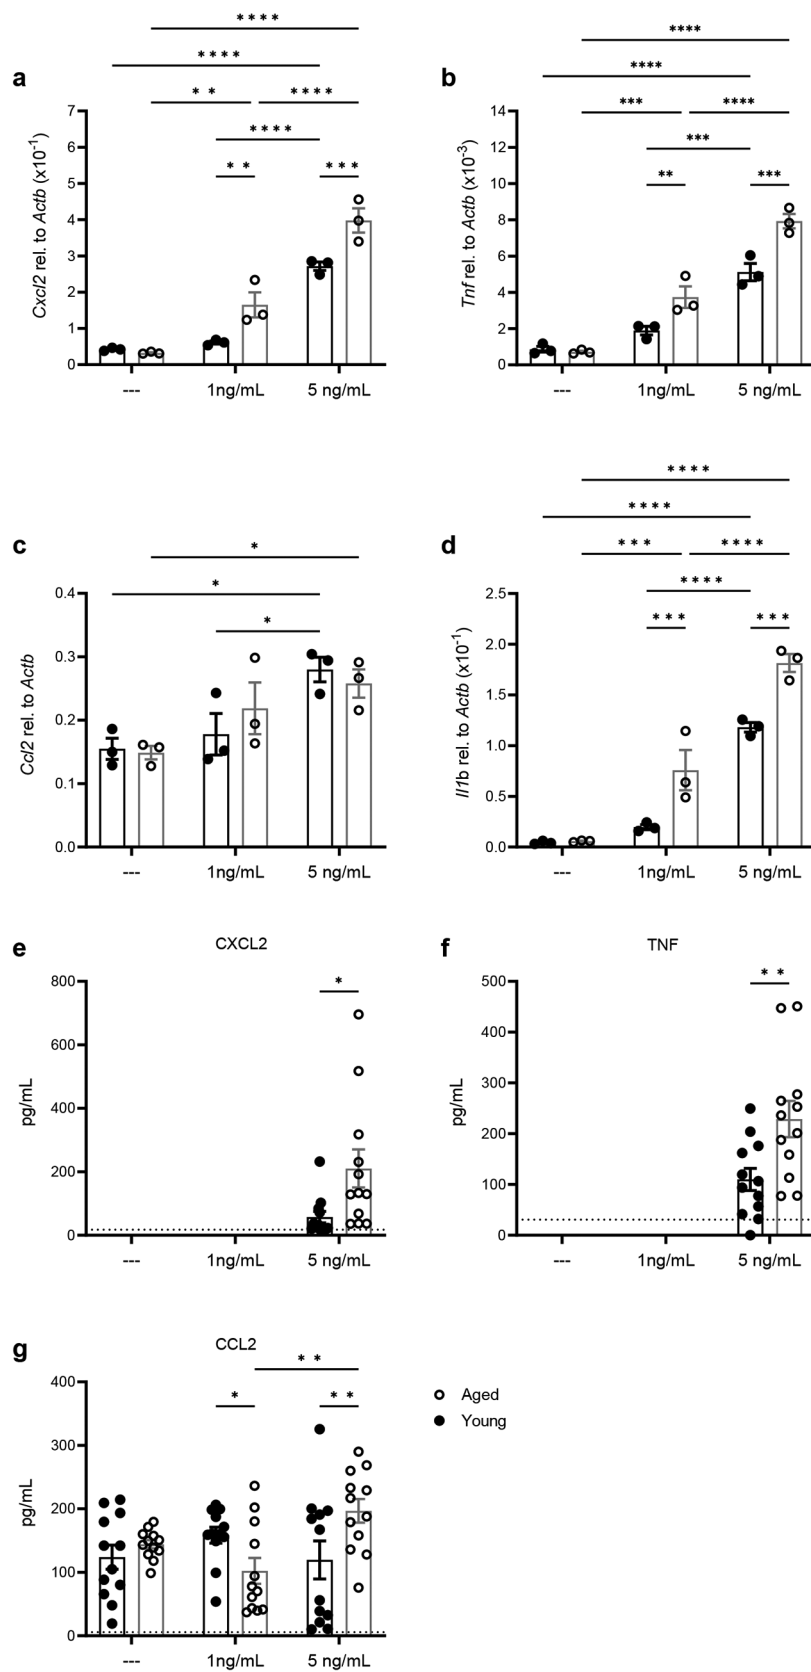 ****
****
** ****
****
** ***
a
7
6
5
4
3
2
1
0
Cxcl2 rel. to Actb (x10-1)
--- 1ng/mL 5 ng/mL
****
****
*** ****
***
** ***
b
14
12
10
8
6
4
2
0
Tnf rel. to Actb (x10-3)
--- 1ng/mL 5 ng/mL
c
*
*
*
0.4
0.3
0.2
0.1
0.0
Ccl2 rel. to Actb
--- 1ng/mL 5 ng/mL
****
****
d
*** ****
****
*** ***
2.5
2.0
1.5
1.0
0.5
0.0
Il1b rel. to Actb (x10-1)
--- 1ng/mL 5 ng/mL
e
CXCL2
*
800
600
400
200
0
pg/mL
--- 1ng/mL 5 ng/mL
f
TNF
**
500
400
300
200
100
0
pg/mL
--- 1ng/mL 5 ng/mL
g
CCL2
**
* **
400
300
200
100
0
pg/mL
--- 1ng/mL 5 ng/mL
Aged
Young